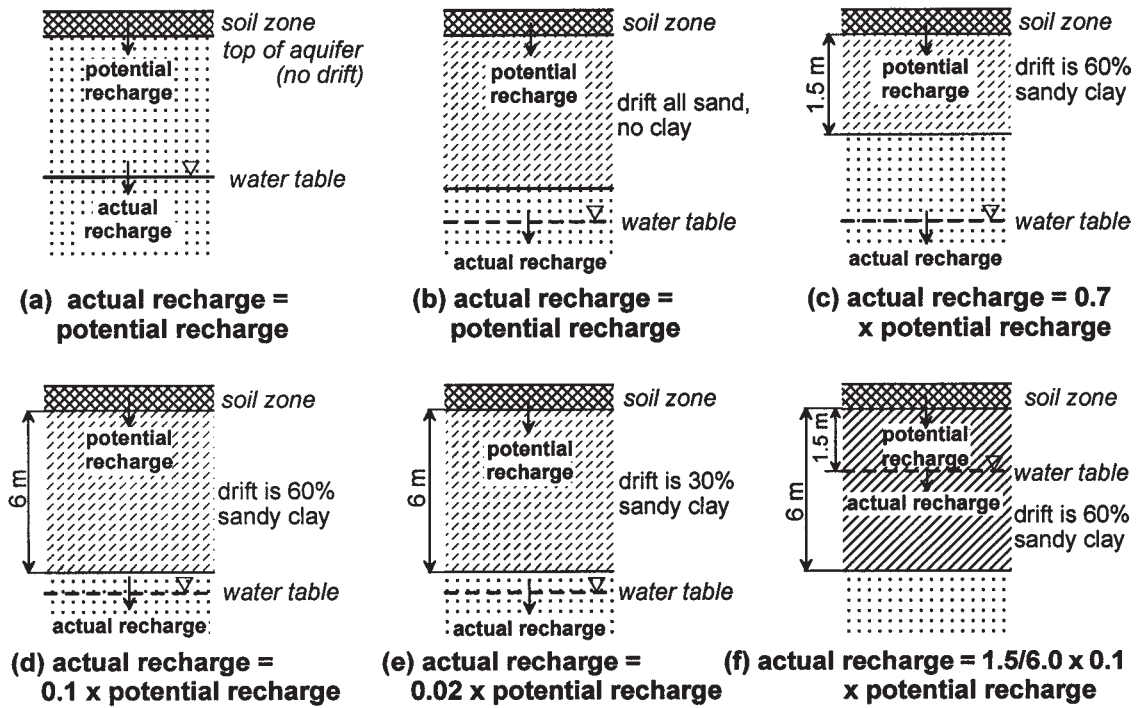 soil zone
top of aquifer
(no drift)
potential
recharge
water table
actual
recharge
(a) actual recharge =
potential recharge
soil zone
potential
recharge
drift all sand,
no clay
water table
actual recharge
(b) actual recharge =
potential recharge
soil zone
1.5 m
potential
recharge
drift is 60%
sandy clay
water table
actual recharge
(c) actual recharge = 0.7
x potential recharge
soil zone
potential
recharge
6 m
drift is 60%
sandy clay
water table
actual recharge
(d) actual recharge =
0.1 x potential recharge
soil zone
potential
recharge
6 m
drift is 30%
sandy clay
water table
actual recharge
(e) actual recharge =
0.02 x potential recharge
soil zone
1.5 m
potential
recharge
water table
6 m
actual recharge
drift is 60%
sandy clay
(f) actual recharge = 1.5/6.0 x 0.1
x potential recharge